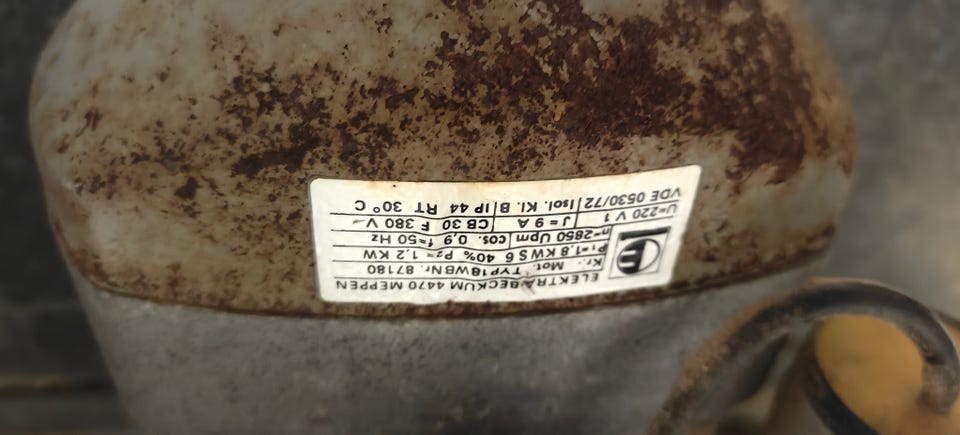 ELEKTRA-BECKUM 4470 MEPPEN
Kr. Mot. TYP18WBNr. 87180
P1=1,8 KW S 6 40% P2= 1,2 KW
n=2850 Upm cos. 0,9 f=50 Hz
U=220 V 1 J= 9 A CB 30 F 380 V~
VDE 0530/72 Isol. Kl. B IP 44 RT 30°C